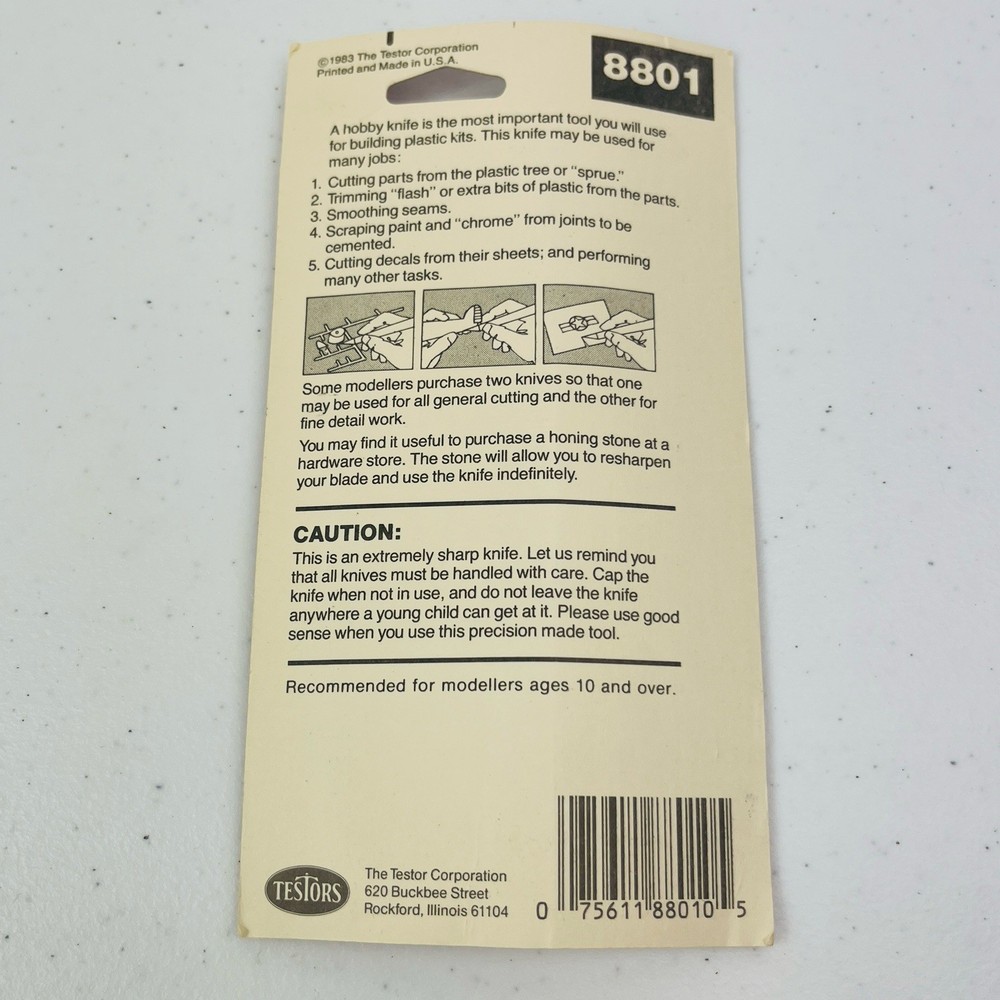 ©1983 The Testor Corporation
Printed and Made in U.S.A.
8801
A hobby knife is the most important tool you will use
for building plastic kits. This knife may be used for
many jobs:
1. Cutting parts from the plastic tree or "sprue."
2. Trimming "flash" or extra bits of plastic from the parts.
3. Smoothing seams.
4. Scraping paint and "chrome" from joints to be
cemented.
5. Cutting decals from their sheets; and performing
many other tasks.
Some modellers purchase two knives so that one
may be used for all general cutting and the other for
fine detail work.
You may find it useful to purchase a honing stone at a
hardware store. The stone will allow you to resharpen
your blade and use the knife indefinitely.
CAUTION:
This is an extremely sharp knife. Let us remind you
that all knives must be handled with care. Cap the
knife when not in use, and do not leave the knife
anywhere a young child can get at it. Please use good
sense when you use this precision made tool.
Recommended for modellers ages 10 and over.
TESTORS
The Testor Corporation
620 Buckbee Street
Rockford, Illinois 61104
0 75611 88010 5